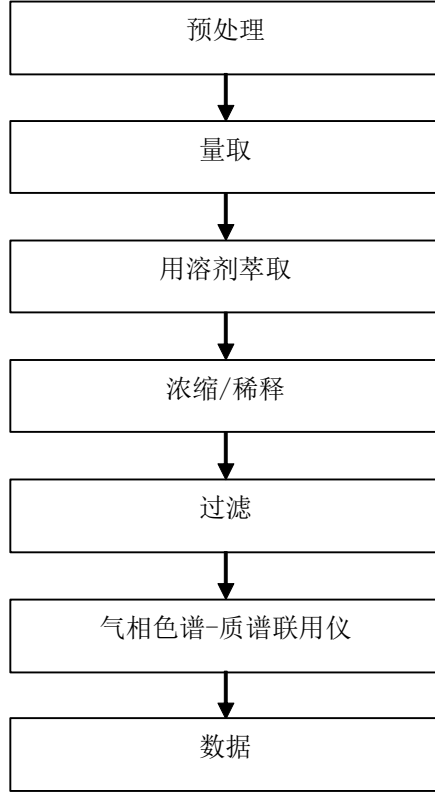 预处理
量取
用溶剂萃取
浓缩/稀释
过滤
气相色谱-质谱联用仪
数据